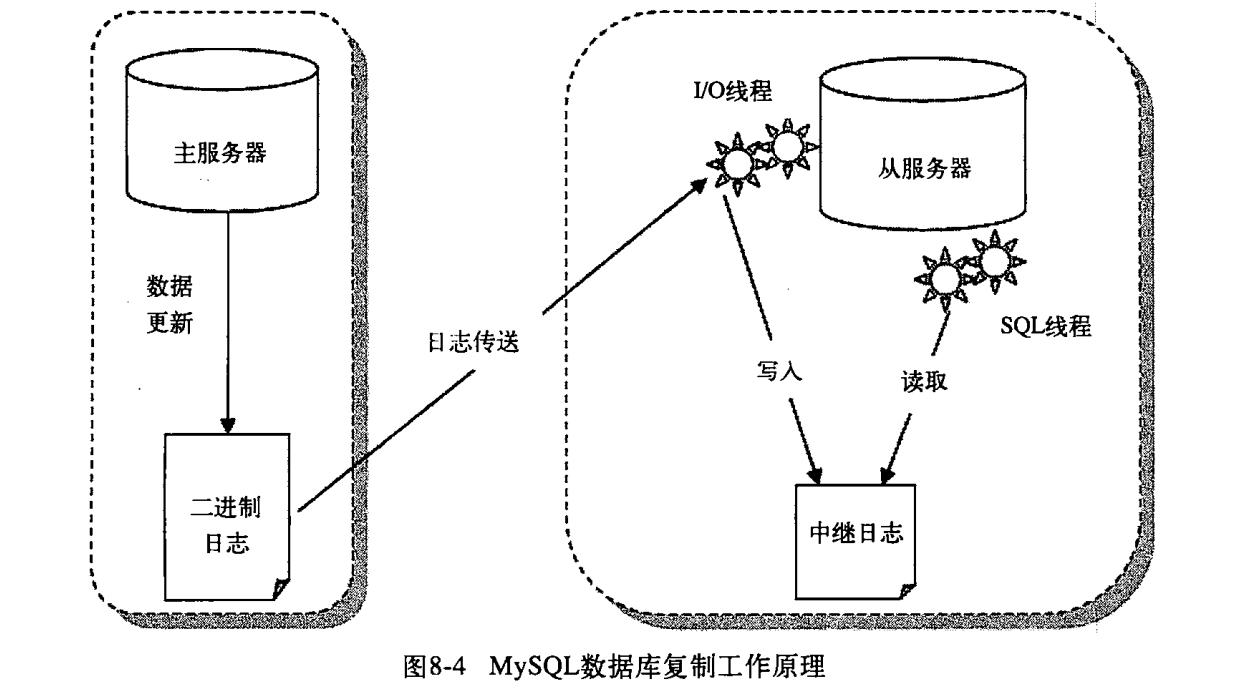 主服务器
数据
更新
二进制
日志
日志传送
I/O线程
从服务器
SQL线程
写入
读取
中继日志
图8-4 MySQL数据库复制工作原理